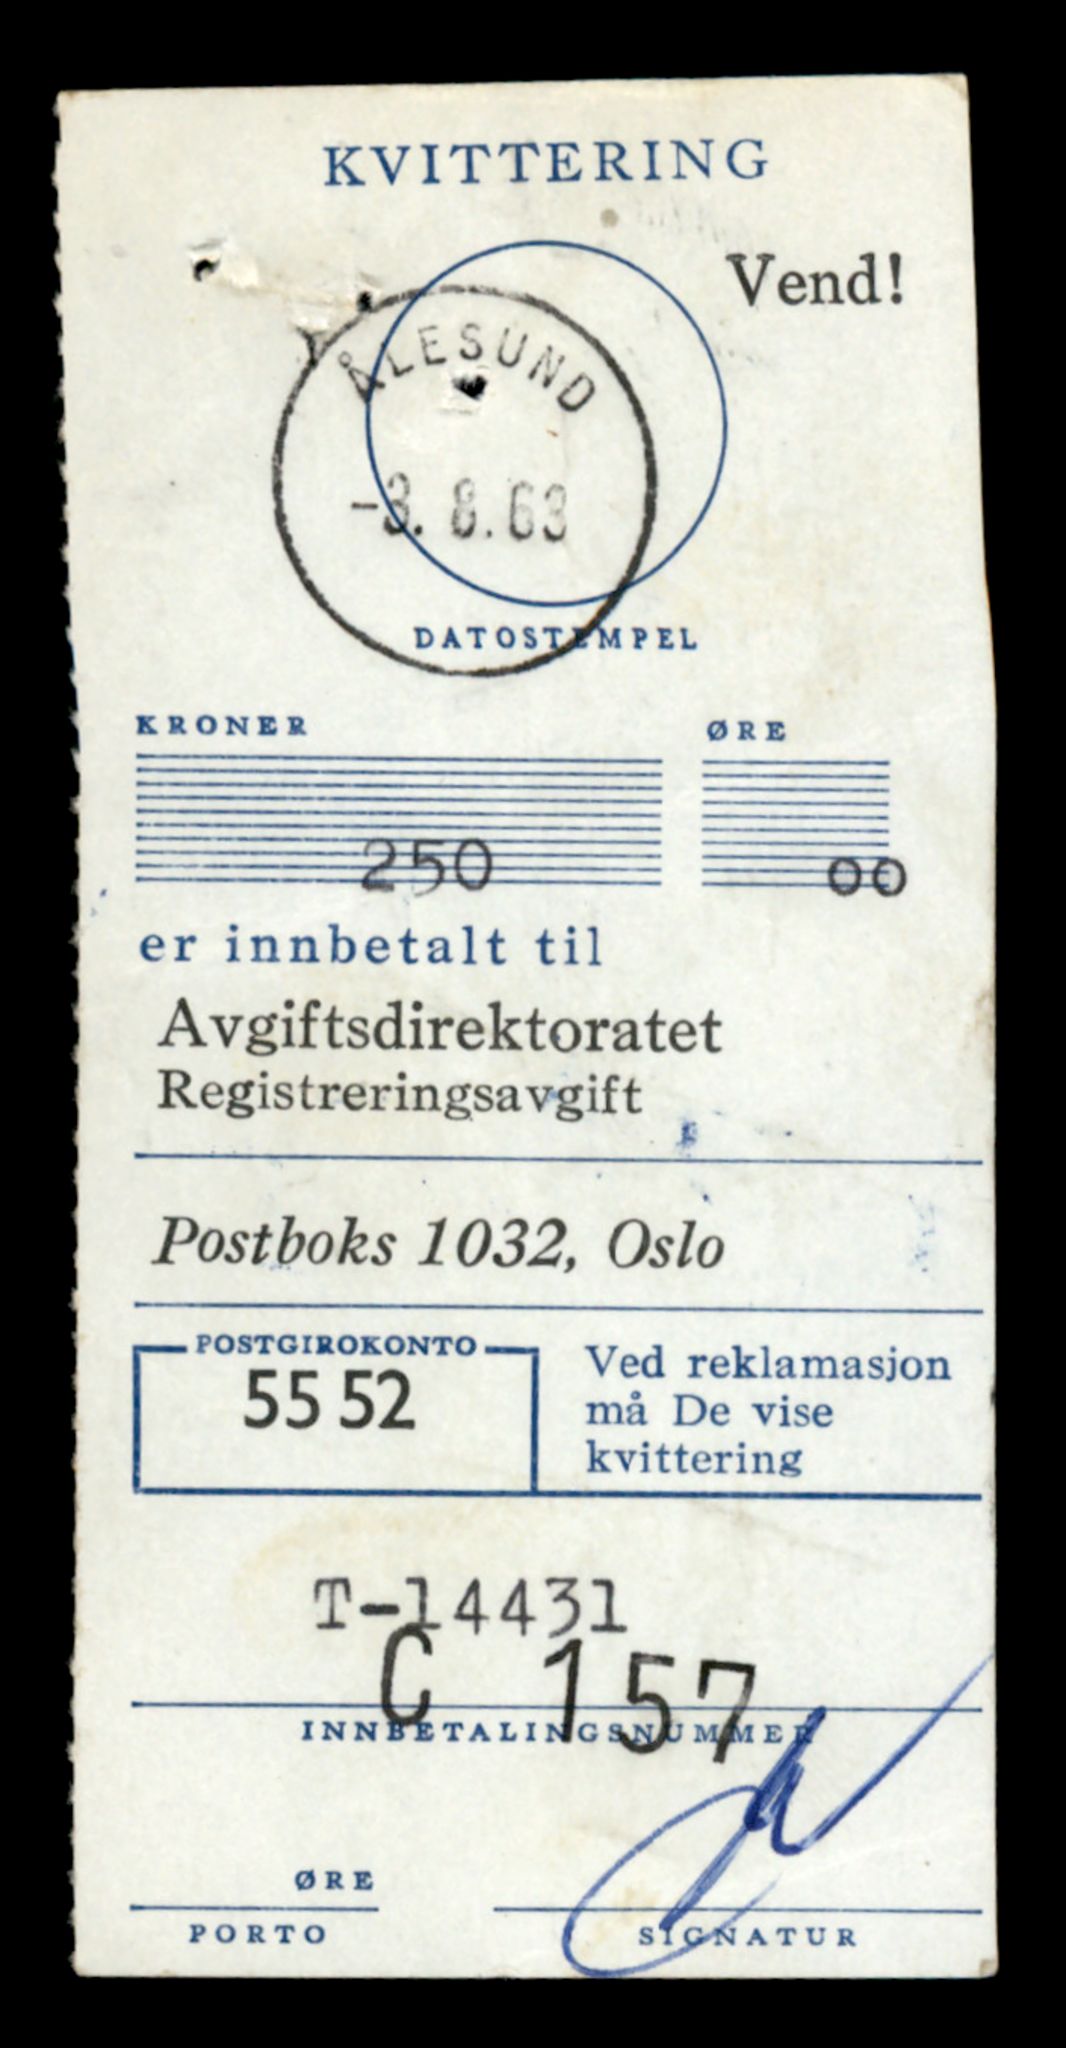 KVITTERING
Vend!
ÅLESUND
-3. 8. 63
DATOSTEMPEL
KRONER ØRE
250 00
er innbetalt til
Avgiftsdirektoratet
Registreringsavgift
Postboks 1032, Oslo
POSTGIROKONTO
55 52
Ved reklamasjon
må De vise
kvittering
T-14431
C 157
INNBETALINGSNUMMER
ØRE
PORTO
SIGNATUR